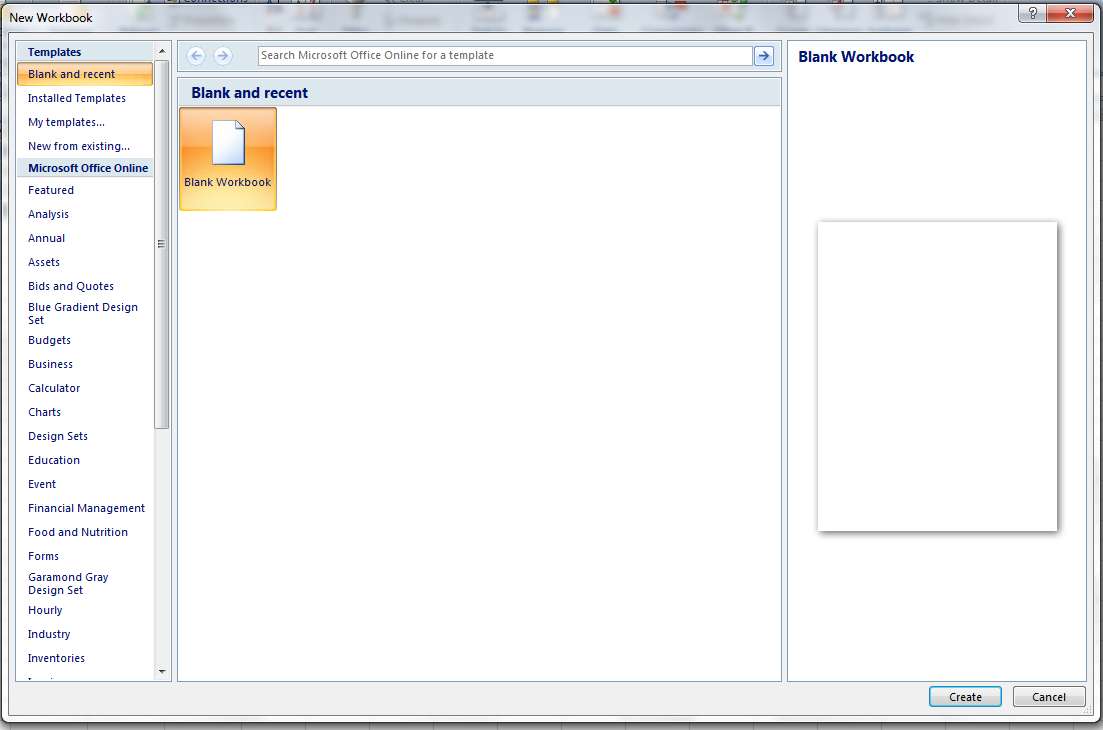 New Workbook
?
Templates
Blank and recent
Installed Templates
My templates...
New from existing...
Microsoft Office Online
Featured
Analysis
Annual
Assets
Bids and Quotes
Blue Gradient Design
Set
Budgets
Business
Calculator
Charts
Design Sets
Education
Event
Financial Management
Food and Nutrition
Forms
Garamond Gray
Design Set
Hourly
Industry
Inventories
Search Microsoft Office Online for a template
Blank and recent
Blank Workbook
Blank Workbook
Create
Cancel